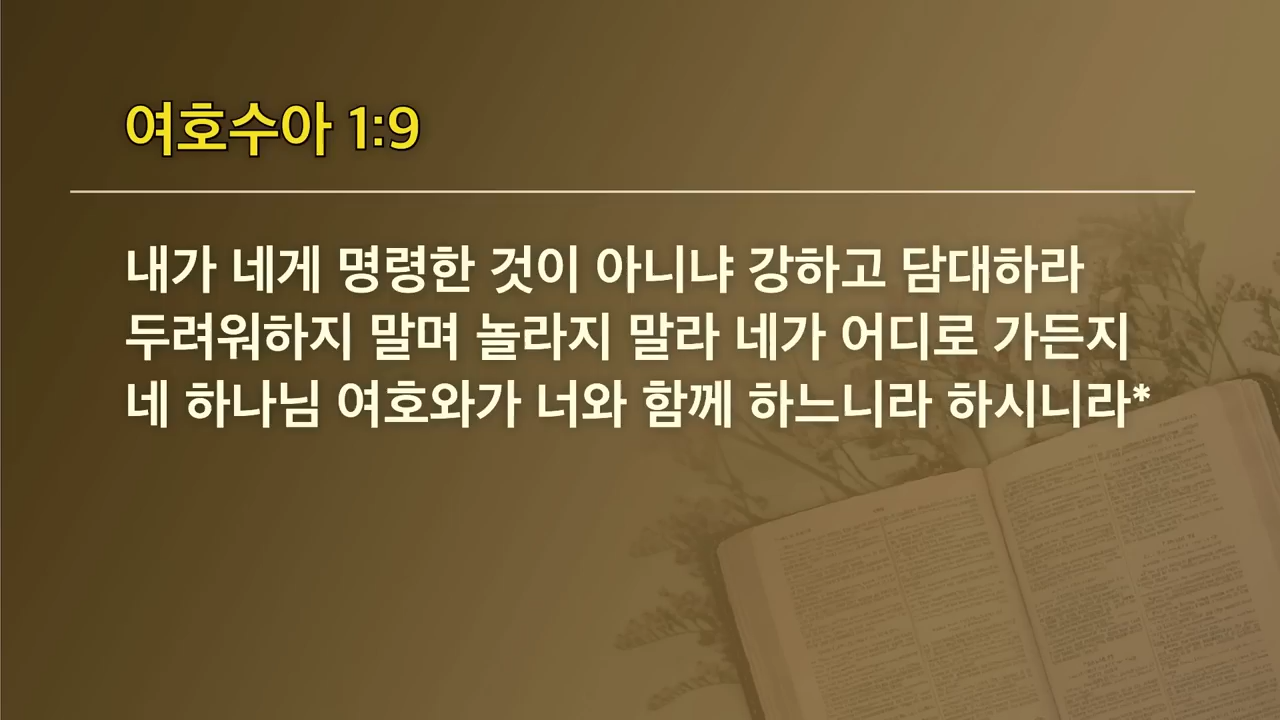 여호수아 1:9
내가 네게 명령한 것이 아니냐 강하고 담대하라
두려워하지 말며 놀라지 말라 네가 어디로 가든지
네 하나님 여호와가 너와 함께 하느니라 하시니라*